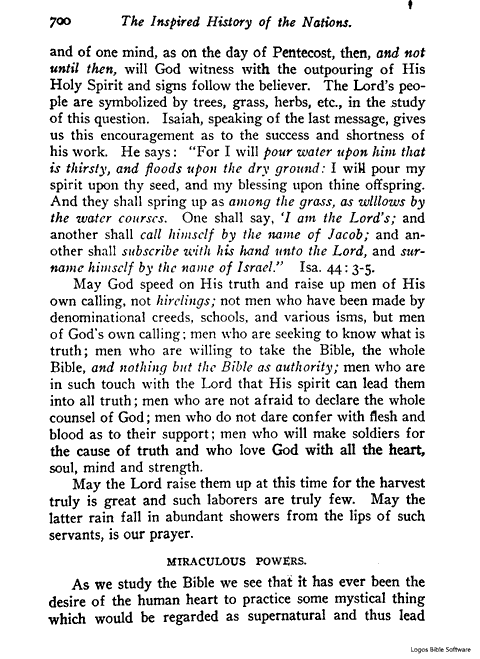 700 The Inspired History of the Nations.
and of one mind, as on the day of Pentecost, then, and not
until then, will God witness with the outpouring of His
Holy Spirit and signs follow the believer. The Lord's peo-
ple are symbolized by trees, grass, herbs, etc., in the study
of this question. Isaiah, speaking of the last message, gives
us this encouragement as to the success and shortness of
his work. He says: "For I will pour water upon him that
is thirsty, and floods upon the dry ground: I will pour my
spirit upon thy seed, and my blessing upon thine offspring.
And they shall spring up as among the grass, as willows by
the water courses. One shall say, 'I am the Lord's; and
another shall call himself by the name of Jacob; and an-
other shall subscribe with his hand unto the Lord, and sur-
name himself by the name of Israel." Isa. 44: 3-5.
May God speed on His truth and raise up men of His
own calling, not hirelings; not men who have been made by
denominational creeds, schools, and various isms, but men
of God's own calling; men who are seeking to know what is
truth; men who are willing to take the Bible, the whole
Bible, and nothing but the Bible as authority; men who are
in such touch with the Lord that His spirit can lead them
into all truth; men who are not afraid to declare the whole
counsel of God; men who do not dare confer with flesh and
blood as to their support; men who will make soldiers for
the cause of truth and who love God with all the heart,
soul, mind and strength.
May the Lord raise them up at this time for the harvest
truly is great and such laborers are truly few. May the
latter rain fall in abundant showers from the lips of such
servants, is our prayer.
MIRACULOUS POWERS.
As we study the Bible we see that it has ever been the
desire of the human heart to practice some mystical thing
which would be regarded as supernatural and thus lead
Logos Bible Software